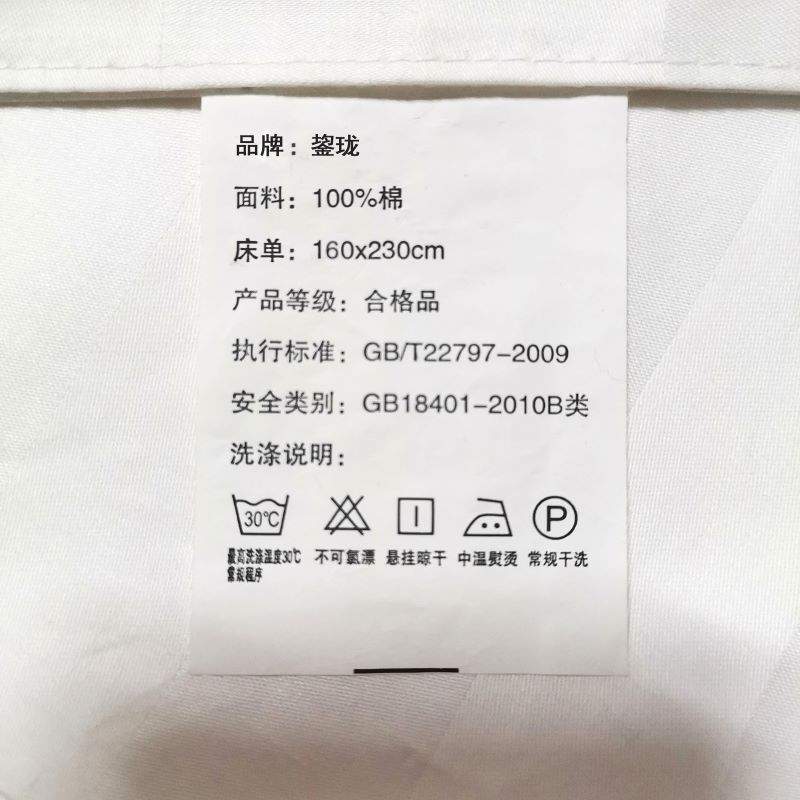 品牌：鋆珑
面料：100%棉
床单：160x230cm
产品等级：合格品
执行标准：GB/T22797-2009
安全类别：GB18401-2010B类
洗涤说明：
30℃ P
最高洗涤温度30℃ 不可氯漂 悬挂晾干 中温熨烫 常规干洗
常规程序